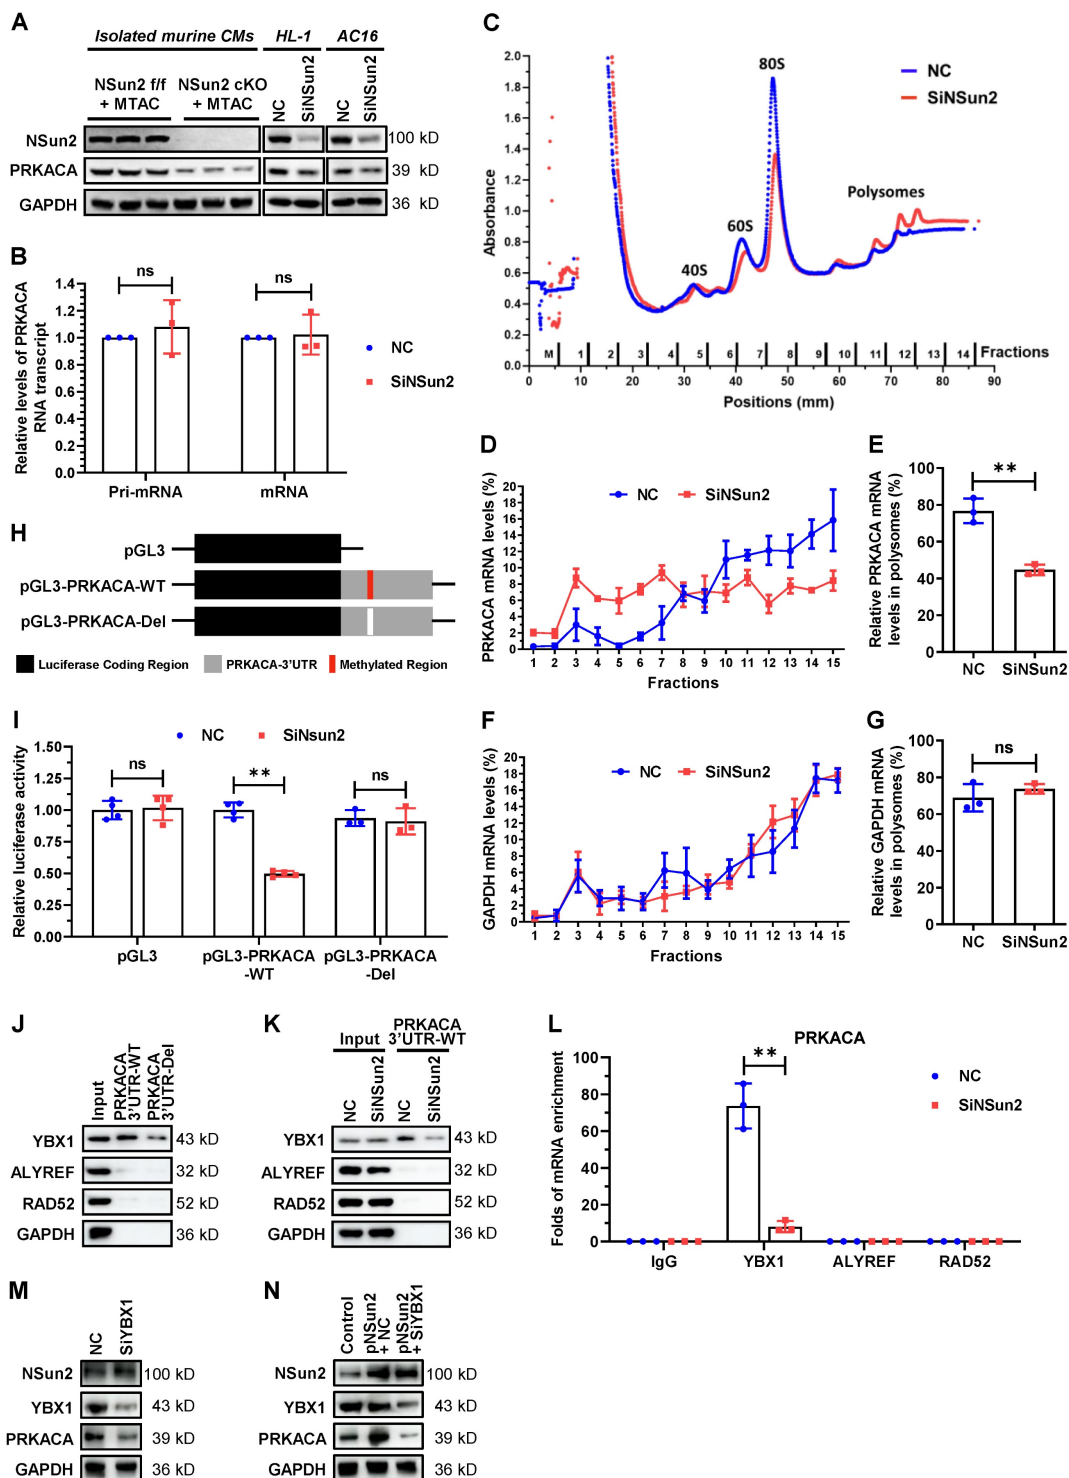 A
Isolated murine CMs HL-1 AC16
NSun2 f/f + MTAC
NSun2 cKO + MTAC
NC SiNSun2 NC SiNSun2
NSun2 100 kD
PRKACA 39 kD
GAPDH 36 kD
B
Relative levels of PRKACA RNA transcript
1.4
1.2
1.0
0.8
0.6
0.4
0.2
0.0
ns ns
Pri-mRNA mRNA
NC
SiNSun2
C
Absorbance
2.0
1.8
1.6
1.4
1.2
1.0
0.8
0.6
0.4
0.2
0.0
40S 60S 80S Polysomes
NC
SiNSun2
M 1 2 3 4 5 6 7 8 9 10 11 12 13 14 Fractions
0 10 20 30 40 50 60 70 80 90
Positions (mm)
D
PRKACA mRNA levels (%)
20
18
16
14
12
10
8
6
4
2
0
NC SiNSun2
1 2 3 4 5 6 7 8 9 10 11 12 13 14 15
Fractions
E
Relative PRKACA mRNA levels in polysomes (%)
100
80
60
40
20
0
**
NC SiNSun2
H
pGL3
pGL3-PRKACA-WT
pGL3-PRKACA-Del
Luciferase Coding Region PRKACA-3'UTR Methylated Region
F
GAPDH mRNA levels (%)
20
18
16
14
12
10
8
6
4
2
0
NC SiNSun2
1 2 3 4 5 6 7 8 9 10 11 12 13 14 15
Fractions
G
Relative GAPDH mRNA levels in polysomes (%)
100
80
60
40
20
0
ns
NC SiNSun2
I
Relative luciferase activity
1.50
1.25
1.00
0.75
0.50
0.25
0.00
NC SiNsun2
ns ** ns
pGL3 pGL3-PRKACA -WT pGL3-PRKACA -Del
J
Input
PRKACA 3'UTR-WT
PRKACA 3'UTR-Del
YBX1 43 kD
ALYREF 32 kD
RAD52 52 kD
GAPDH 36 kD
K
Input PRKACA 3'UTR-WT
NC SiNSun2 NC SiNSun2
YBX1 43 kD
ALYREF 32 kD
RAD52 52 kD
GAPDH 36 kD
L
PRKACA
Folds of mRNA enrichment
100
80
60
40
20
0
**
NC
SiNSun2
IgG YBX1 ALYREF RAD52
M
NC SiYBX1
NSun2 100 kD
YBX1 43 kD
PRKACA 39 kD
GAPDH 36 kD
N
Control
pNSun2 + NC
pNSun2 + SiYBX1
NSun2 100 kD
YBX1 43 kD
PRKACA 39 kD
GAPDH 36 kD